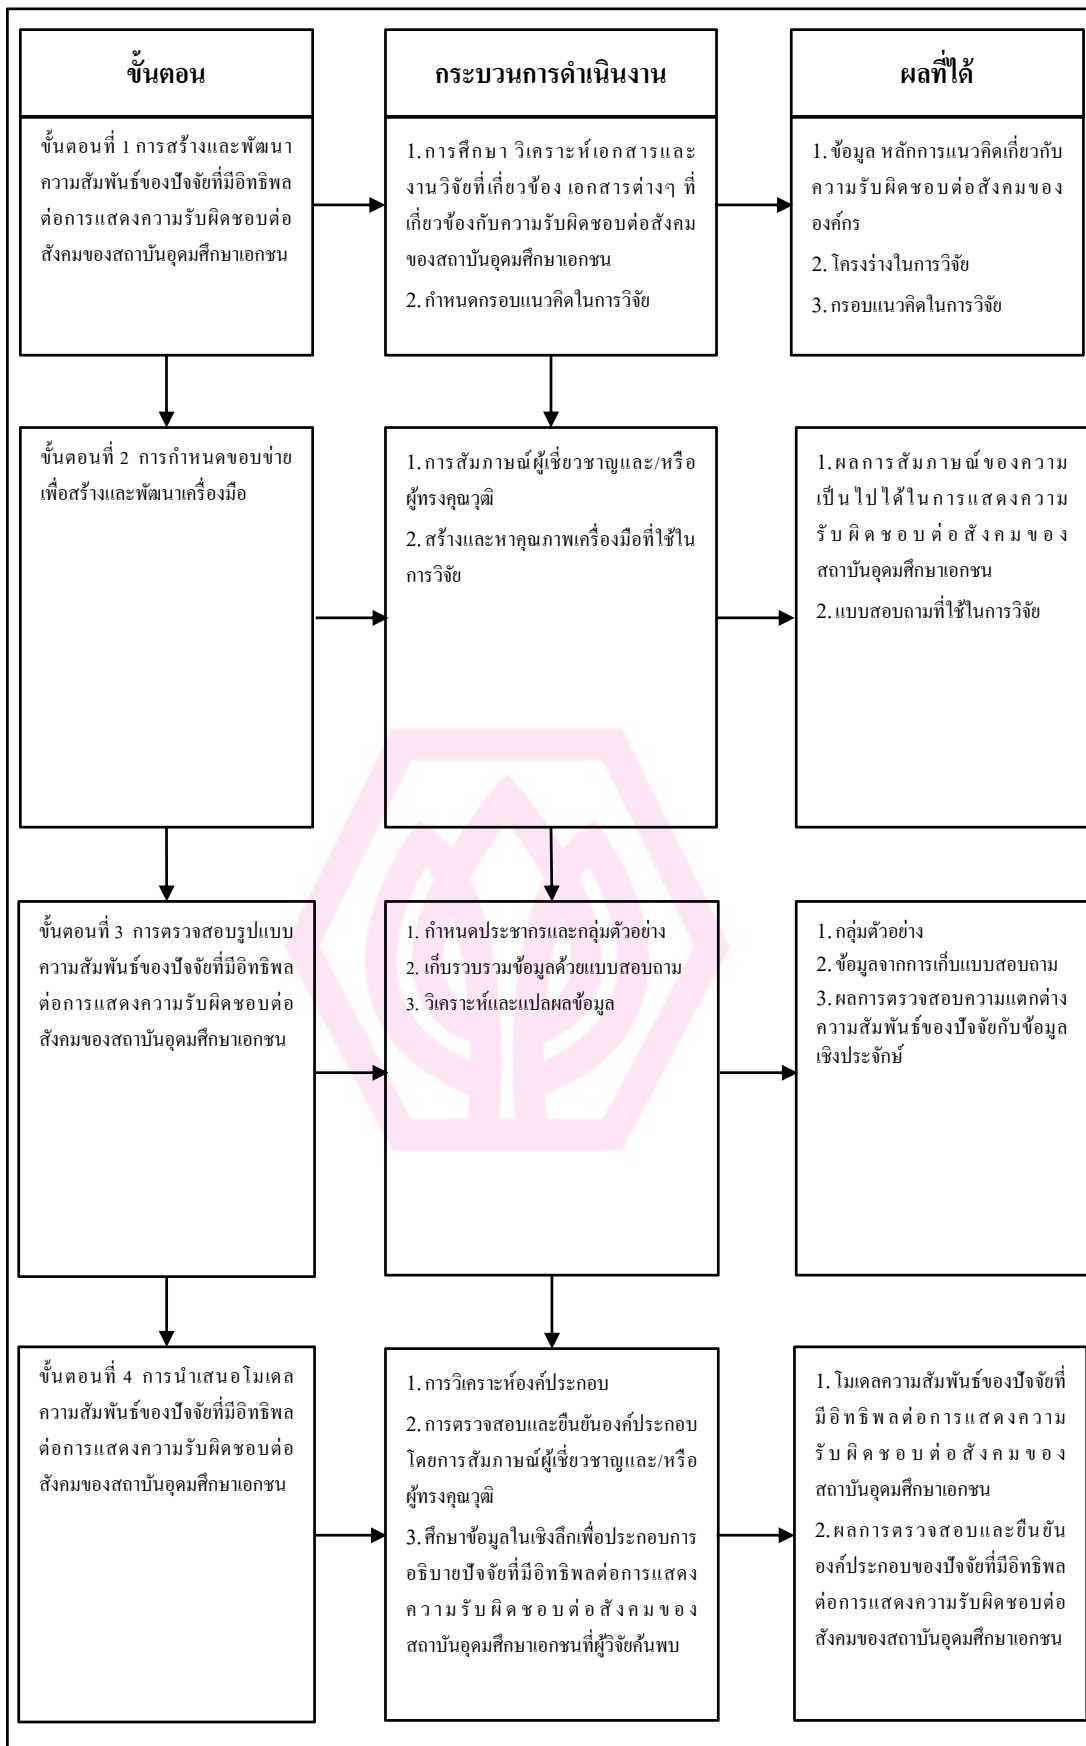 ขั้นตอน
กระบวนการดำเนินงาน
ผลที่ได้
ขั้นตอนที่ 1 การสร้างและพัฒนา
ความสัมพันธ์ของปัจจัยที่มีอิทธิพล
ต่อการแสดงความรับผิดชอบต่อ
สังคมของสถาบันอุดมศึกษาเอกชน
1. การศึกษา วิเคราะห์เอกสารและ
งานวิจัยที่เกี่ยวข้อง เอกสารต่างๆ ที่
เกี่ยวข้องกับความรับผิดชอบต่อสังคม
ของสถาบันอุดมศึกษาเอกชน
2. กำหนดกรอบแนวคิดในการวิจัย
1. ข้อมูล หลักการแนวคิดเกี่ยวกับ
ความรับผิดชอบต่อสังคมของ
องค์กร
2. โครงร่างในการวิจัย
3. กรอบแนวคิดในการวิจัย
ขั้นตอนที่ 2 การกำหนดขอบข่าย
เพื่อสร้างและพัฒนาเครื่องมือ
1. การสัมภาษณ์ผู้เชี่ยวชาญและ/หรือ
ผู้ทรงคุณวุฒิ
2. สร้างและหาคุณภาพเครื่องมือที่ใช้ใน
การวิจัย
1. ผลการสัมภาษณ์ของความ
เป็นไปได้ในการแสดงความ
รับผิดชอบต่อสังคมของ
สถาบันอุดมศึกษาเอกชน
2. แบบสอบถามที่ใช้ในการวิจัย
ขั้นตอนที่ 3 การตรวจสอบรูปแบบ
ความสัมพันธ์ของปัจจัยที่มีอิทธิพล
ต่อการแสดงความรับผิดชอบต่อ
สังคมของสถาบันอุดมศึกษาเอกชน
1. กำหนดประชากรและกลุ่มตัวอย่าง
2. เก็บรวบรวมข้อมูลด้วยแบบสอบถาม
3. วิเคราะห์และแปลผลข้อมูล
1. กลุ่มตัวอย่าง
2. ข้อมูลจากการเก็บแบบสอบถาม
3. ผลการตรวจสอบความแตกต่าง
ความสัมพันธ์ของปัจจัยกับข้อมูล
เชิงประจักษ์
ขั้นตอนที่ 4 การนำเสนอโมเดล
ความสัมพันธ์ของปัจจัยที่มีอิทธิพล
ต่อการแสดงความรับผิดชอบต่อ
สังคมของสถาบันอุดมศึกษาเอกชน
1. การวิเคราะห์องค์ประกอบ
2. การตรวจสอบและยืนยันองค์ประกอบ
โดยการสัมภาษณ์ผู้เชี่ยวชาญและ/หรือ
ผู้ทรงคุณวุฒิ
3. ศึกษาข้อมูลในเชิงลึกเพื่อประกอบการ
อธิบายปัจจัยที่มีอิทธิพลต่อการแสดง
ความรับผิดชอบต่อสังคมของ
สถาบันอุดมศึกษาเอกชนที่ผู้วิจัยค้นพบ
1. โมเดลความสัมพันธ์ของปัจจัยที่
มีอิทธิพลต่อการแสดงความ
รับผิดชอบต่อสังคมของ
สถาบันอุดมศึกษาเอกชน
2. ผลการตรวจสอบและยืนยัน
องค์ประกอบของปัจจัยที่มีอิทธิพล
ต่อการแสดงความรับผิดชอบต่อ
สังคมของสถาบันอุดมศึกษาเอกชน